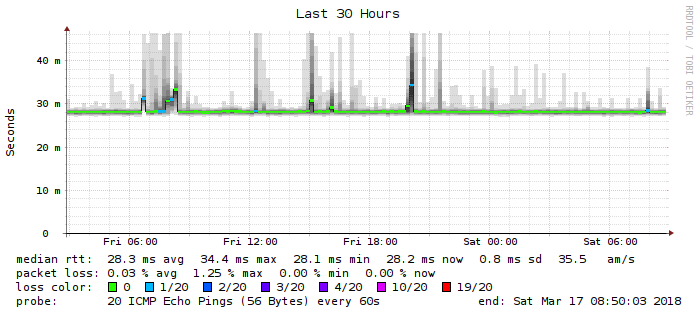 Last 30 Hours
RRDTOOL / TOBI OETIKER
Seconds
40 m
30 m
20 m
10 m
0
Fri 06:00 Fri 12:00 Fri 18:00 Sat 00:00 Sat 06:00
median rtt: 28.3 ms avg 34.4 ms max 28.1 ms min 28.2 ms now 0.8 ms sd 35.5 am/s
packet loss: 0.03 % avg 1.25 % max 0.00 % min 0.00 % now
loss color: 0 1/20 2/20 3/20 4/20 10/20 19/20
probe: 20 ICMP Echo Pings (56 Bytes) every 60s end: Sat Mar 17 08:50:03 2018